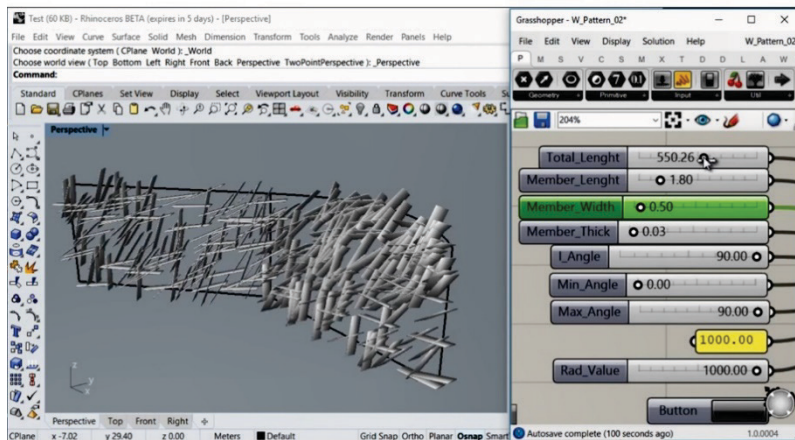 Test (60 KB) - Rhinoceros BETA (expires in 5 days) - [Perspective]
File Edit View Curve Surface Solid Mesh Dimension Transform Tools Analyze Render Panels Help
Choose coordinate system ( CPlane World ): _World
Choose world view ( Top Bottom Left Right Front Back Perspective TwoPointPerspective ): _Perspective
Command:
Standard CPlanes Set View Display Select Viewport Layout Visibility Transform Curve Tools Su
Perspective
z
y
x
Perspective Top Front Right
CPlane x -7.02 y 29.40 z 0.00 Meters Default Grid Snap Ortho Planar Osnap Smart
Grasshopper - W_Pattern_02*
File Edit View Display Solution Help W_Pattern_02
P M S V C S M X T D D L A W
Geometry Primitive Input Util
204%
Total_Lenght 550.26
Member_Lenght 1.80
Member_Width 0.50
Member_Thick 0.03
I_Angle 90.00
Min_Angle 0.00
Max_Angle 90.00
1000.00
Rad_Value 1000.00
Button
Autosave complete (100 seconds ago) 1.0.0004